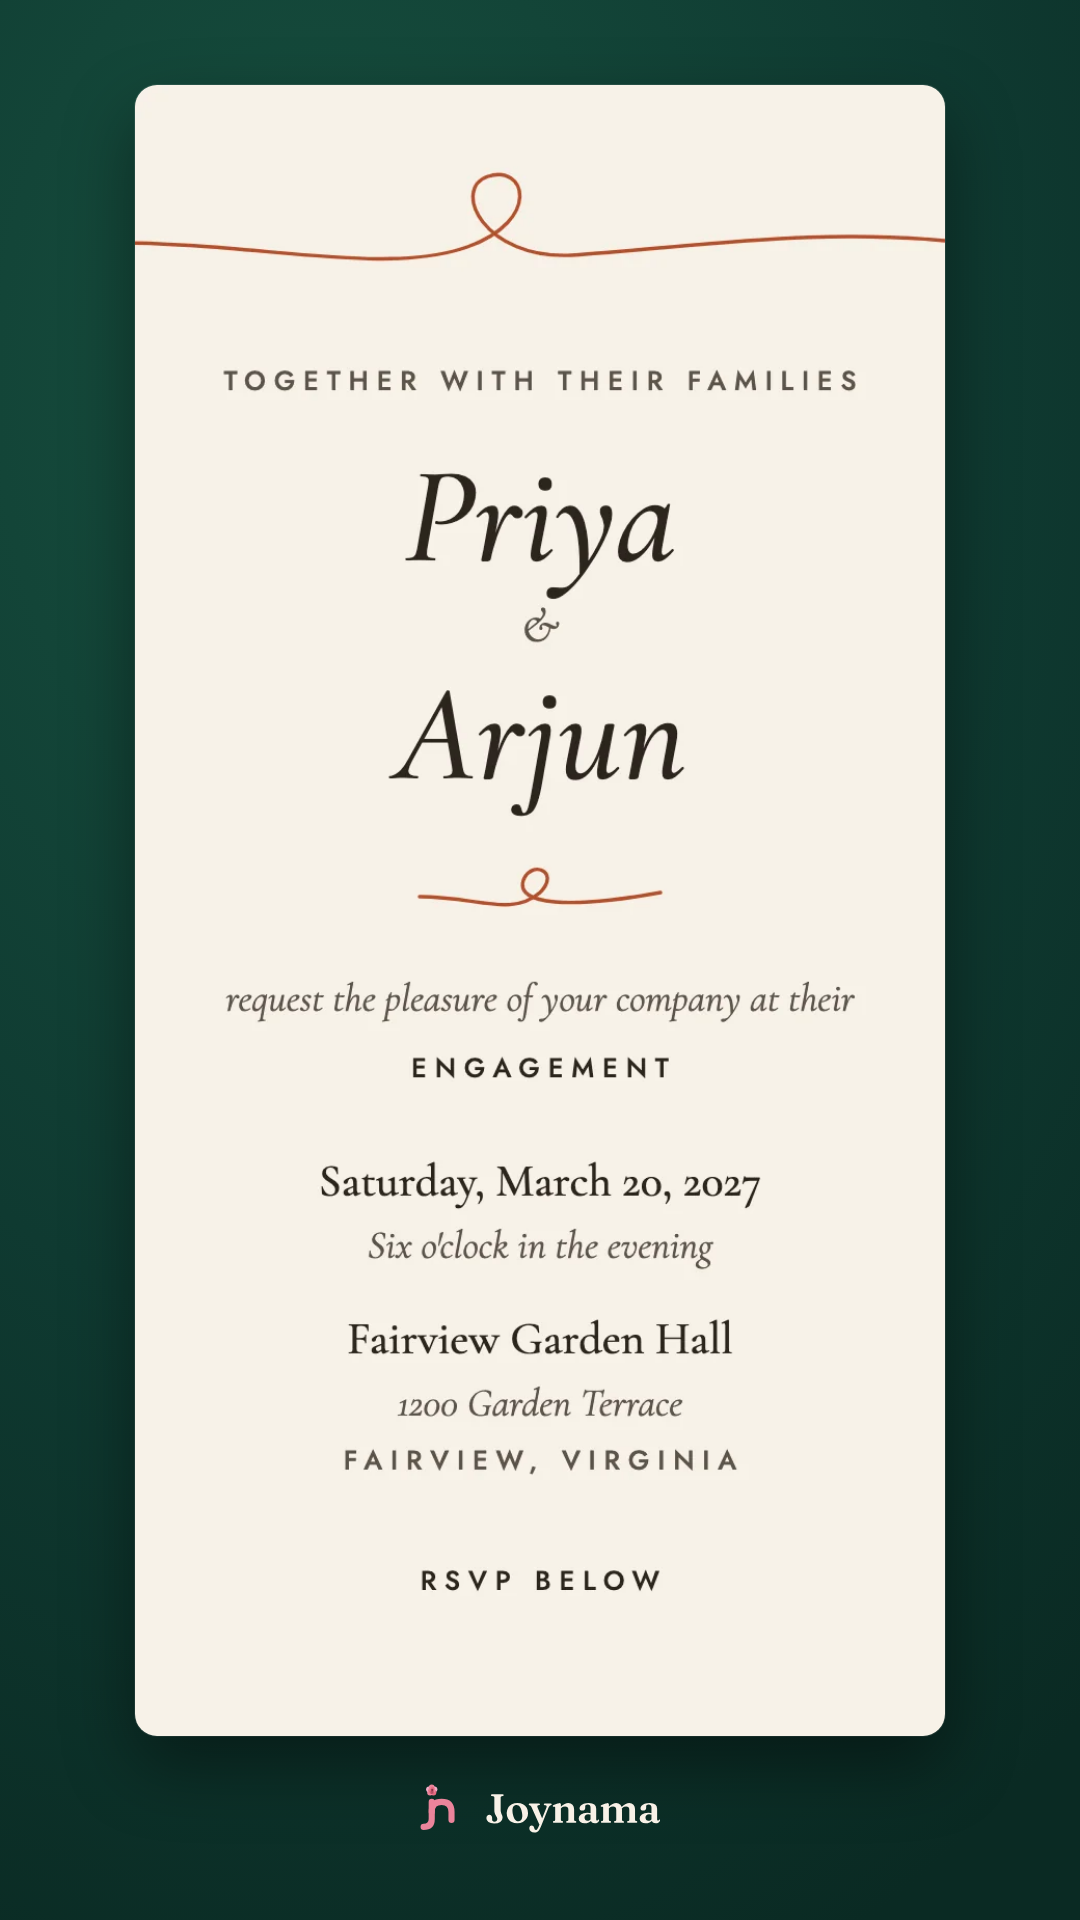 TOGETHER WITH THEIR FAMILIES
Priya
&
Arjun
request the pleasure of your company at their
ENGAGEMENT
Saturday, March 20, 2027
Six o'clock in the evening
Fairview Garden Hall
1200 Garden Terrace
FAIRVIEW, VIRGINIA
RSVP BELOW
Joynama